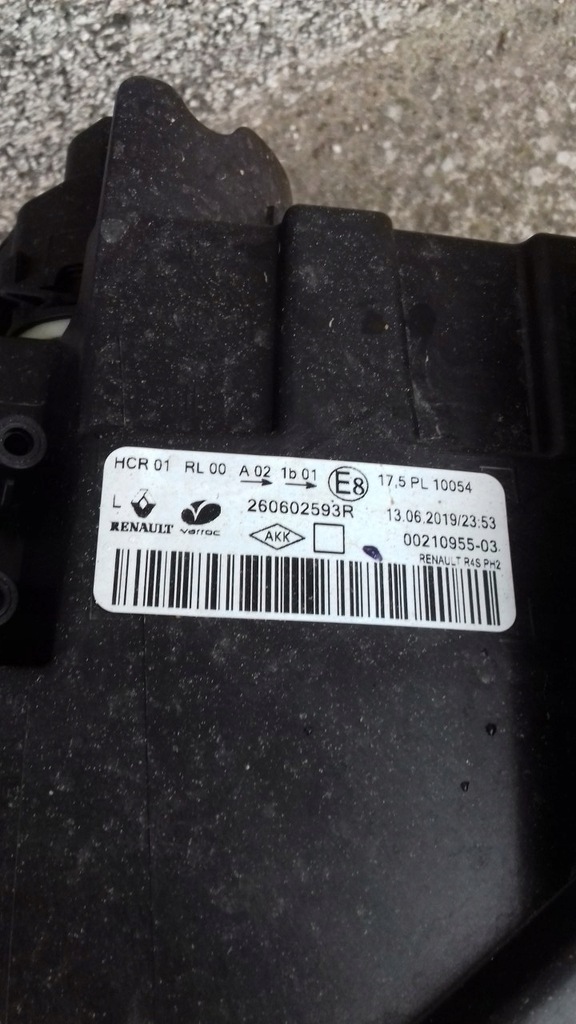 HCR 01 RL 00 A 02 1b 01 E8 17,5 PL 10054
L RENAULT varroc 260602593R 13.06.2019/23:53
AKK 00210955-03
RENAULT R4S PH2